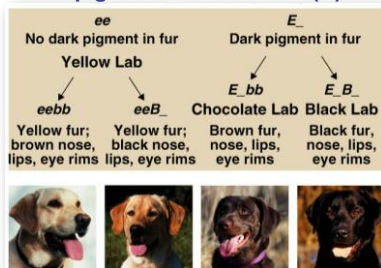 ee
No dark pigment in fur
Yellow Lab
E_
Dark pigment in fur
eebb
Yellow fur;
brown nose,
lips, eye rims
eeB_
Yellow fur;
black nose,
lips, eye rims
E_bb
Chocolate Lab
Brown fur,
nose, lips,
eye rims
E_B_
Black Lab
Black fur,
nose, lips,
eye rims